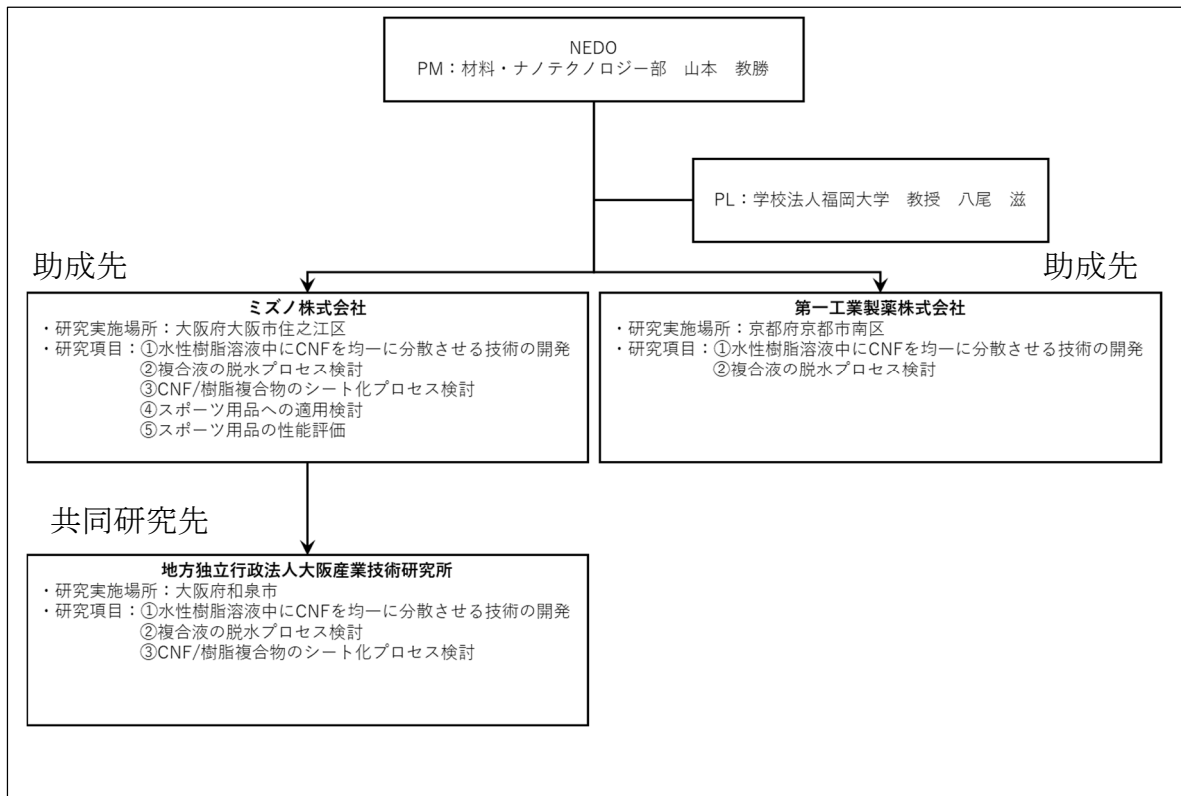 NEDO
PM：材料・ナノテクノロジー部　山本　教勝
PL：学校法人福岡大学　教授　八尾　滋
助成先
助成先
ミズノ株式会社
・研究実施場所：大阪府大阪市住之江区
・研究項目：①水性樹脂溶液中にCNFを均一に分散させる技術の開発
②複合液の脱水プロセス検討
③CNF/樹脂複合物のシート化プロセス検討
④スポーツ用品への適用検討
⑤スポーツ用品の性能評価
第一工業製薬株式会社
・研究実施場所：京都府京都市南区
・研究項目：①水性樹脂溶液中にCNFを均一に分散させる技術の開発
②複合液の脱水プロセス検討
共同研究先
地方独立行政法人大阪産業技術研究所
・研究実施場所：大阪府和泉市
・研究項目：①水性樹脂溶液中にCNFを均一に分散させる技術の開発
②複合液の脱水プロセス検討
③CNF/樹脂複合物のシート化プロセス検討